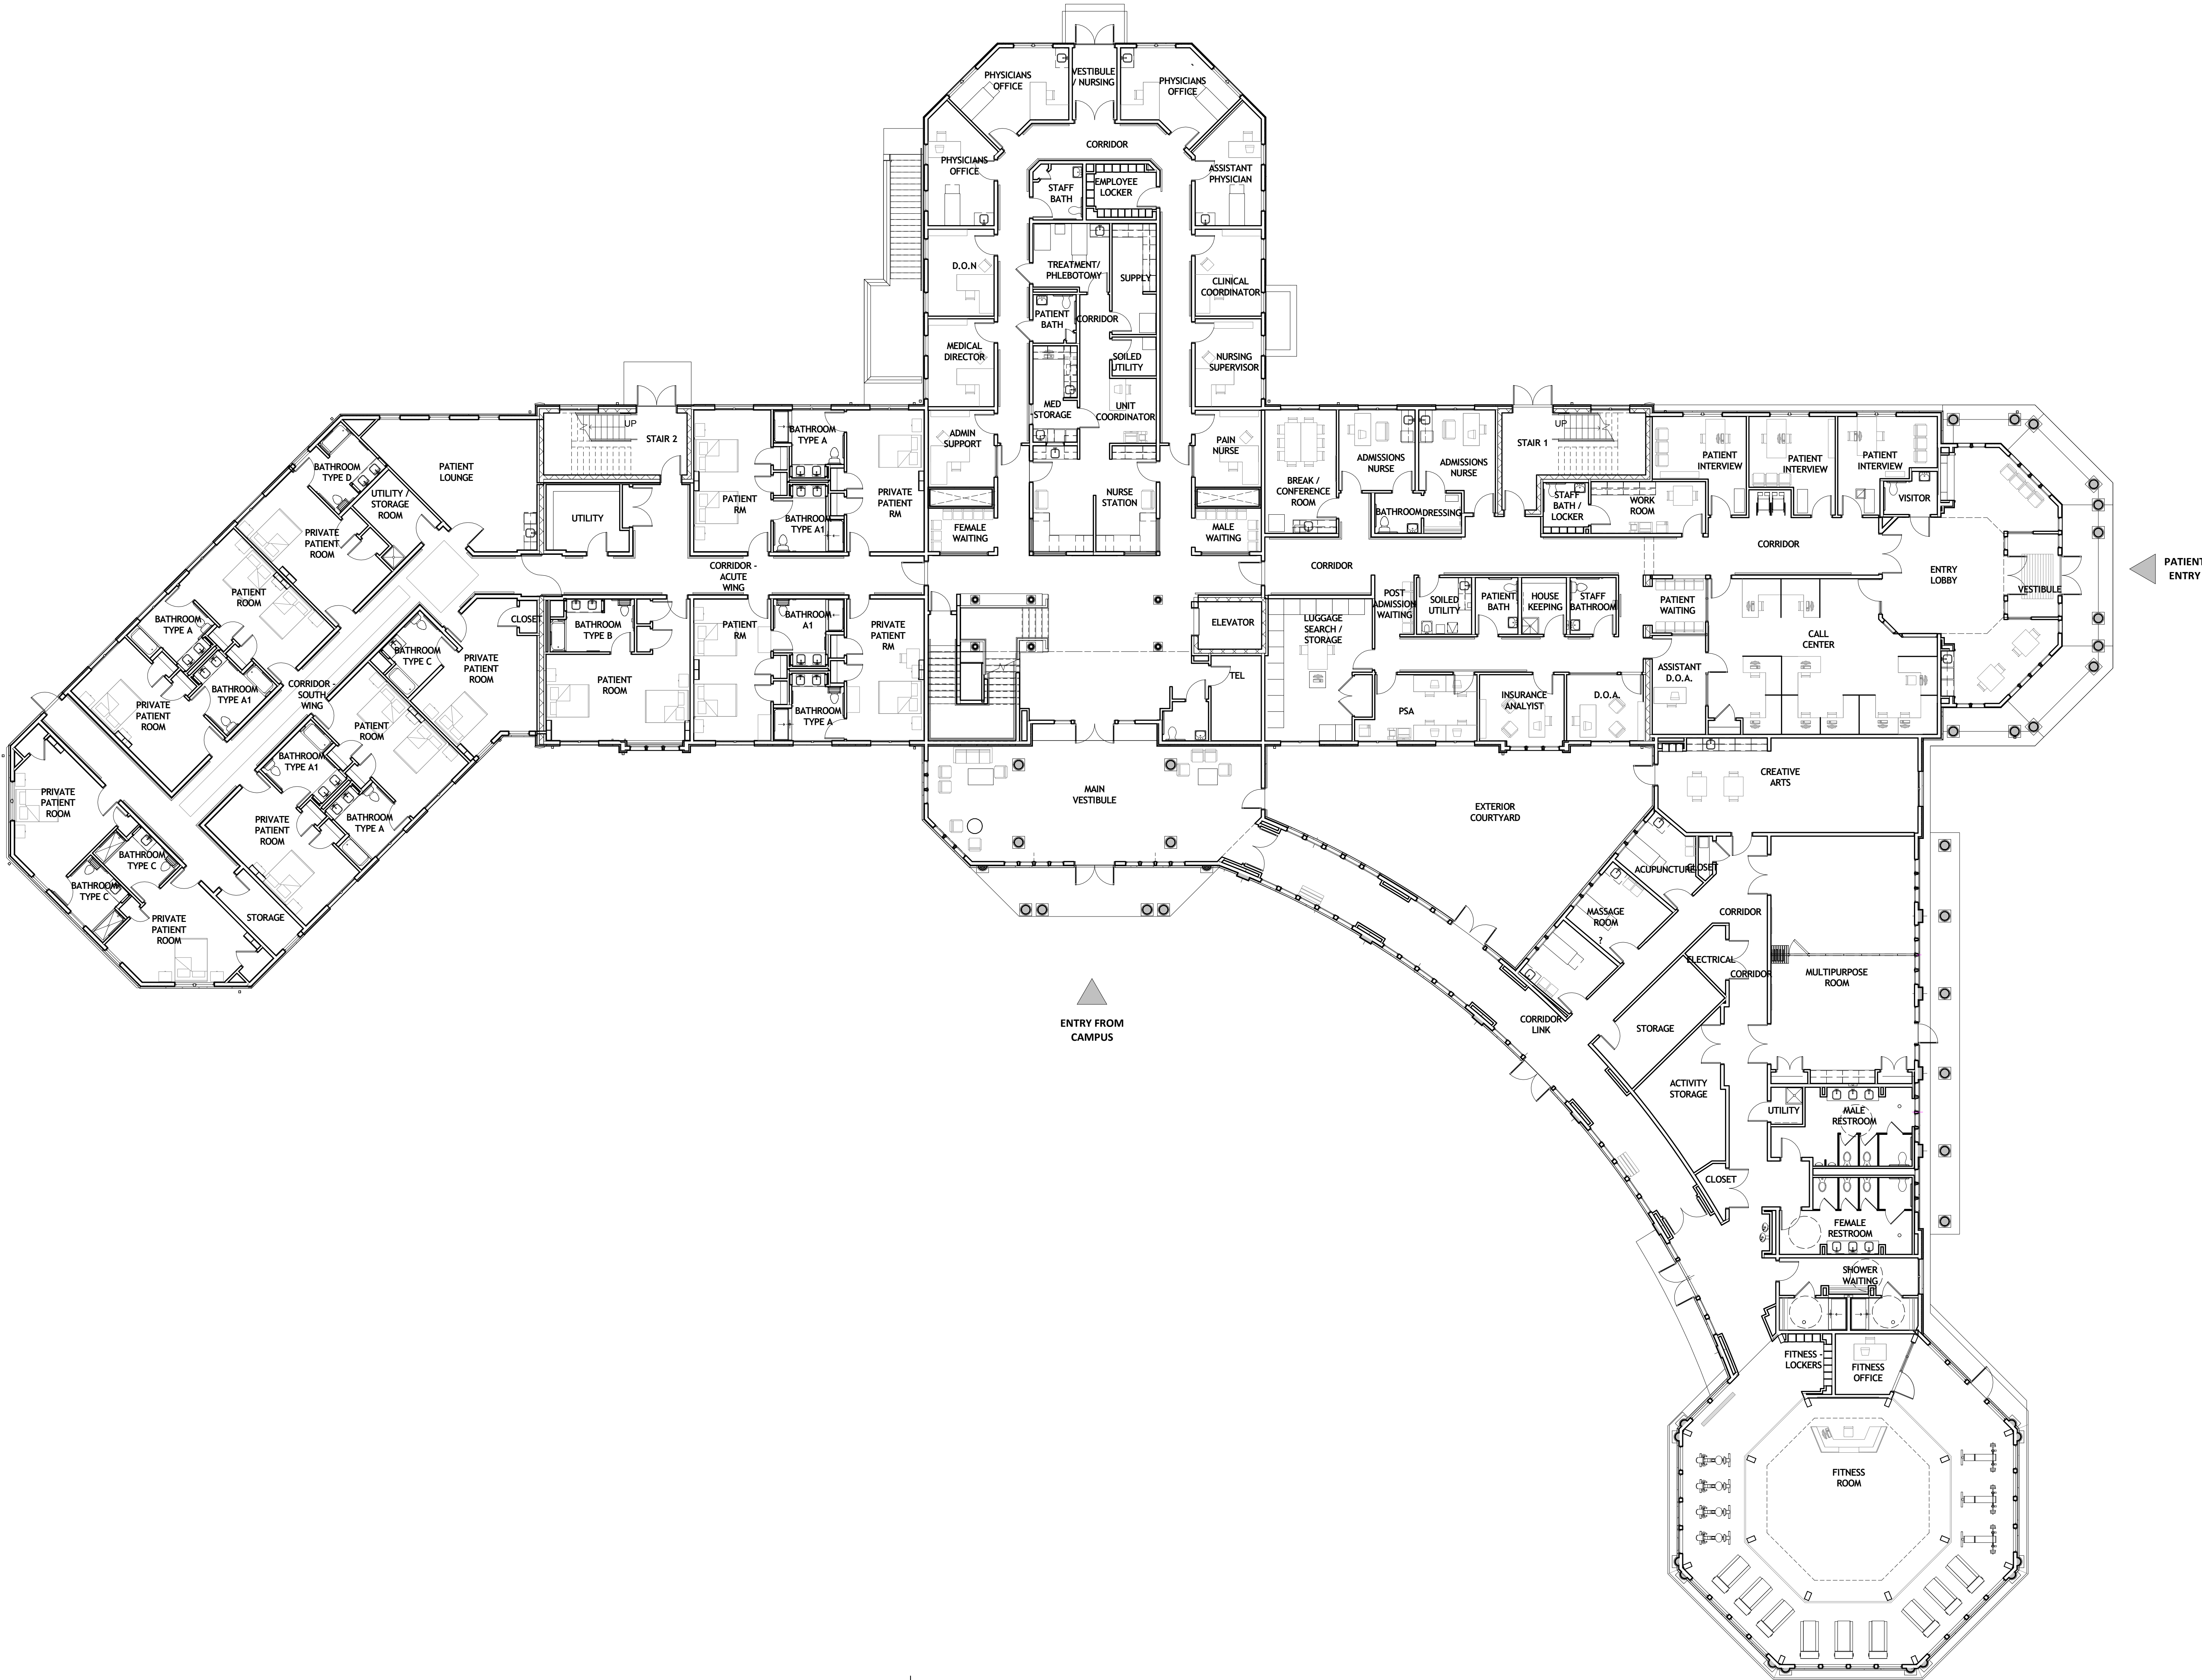 PHYSICIANS
OFFICE
VESTIBULE
/ NURSING
PHYSICIANS
OFFICE
CORRIDOR
PHYSICIANS
OFFICE
STAFF
BATH
EMPLOYEE
LOCKER
ASSISTANT
PHYSICIAN
D.O.N
TREATMENT/
PHLEBOTOMY
SUPPLY
CLINICAL
COORDINATOR
PATIENT
BATH
CORRIDOR
MEDICAL
DIRECTOR
SOILED
UTILITY
NURSING
SUPERVISOR
MED
STORAGE
UNIT
COORDINATOR
ADMIN
SUPPORT
PAIN
NURSE
NURSE
STATION
FEMALE
WAITING
MALE
WAITING
UP
STAIR 2
BATHROOM
TYPE A
PATIENT
LOUNGE
BATHROOM
TYPE D
UTILITY /
STORAGE
ROOM
UTILITY
PATIENT
RM
PRIVATE
PATIENT
RM
BATHROOM
TYPE A1
PRIVATE
PATIENT
ROOM
CORRIDOR -
ACUTE
WING
PATIENT
ROOM
BATHROOM
TYPE A
CLOSET
BATHROOM
TYPE B
PATIENT
RM
BATHROOM
A1
PRIVATE
PATIENT
RM
BATHROOM
TYPE C
PRIVATE
PATIENT
ROOM
PATIENT
ROOM
BATHROOM
TYPE A
BATHROOM
TYPE A1
CORRIDOR -
SOUTH
WING
PRIVATE
PATIENT
ROOM
PATIENT
ROOM
BATHROOM
TYPE A1
PRIVATE
PATIENT
ROOM
BATHROOM
TYPE A
PRIVATE
PATIENT
ROOM
BATHROOM
TYPE C
BATHROOM
TYPE C
PRIVATE
PATIENT
ROOM
STORAGE
BREAK /
CONFERENCE
ROOM
ADMISSIONS
NURSE
ADMISSIONS
NURSE
BATHROOM
DRESSING
STAIR 1
UP
STAFF
BATH /
LOCKER
WORK
ROOM
PATIENT
INTERVIEW
PATIENT
INTERVIEW
PATIENT
INTERVIEW
VISITOR
CORRIDOR
CORRIDOR
ENTRY
LOBBY
VESTIBULE
PATIENT
ENTRY
ELEVATOR
TEL
LUGGAGE
SEARCH /
STORAGE
POST
ADMISSION
WAITING
SOILED
UTILITY
PATIENT
BATH
HOUSE
KEEPING
STAFF
BATHROOM
PATIENT
WAITING
CALL
CENTER
ASSISTANT
D.O.A.
PSA
INSURANCE
ANALYIST
D.O.A.
MAIN
VESTIBULE
EXTERIOR
COURTYARD
CREATIVE
ARTS
ACUPUNCTURE
CLOSET
MASSAGE
ROOM
?
CORRIDOR
ELECTRICAL
CORRIDOR
MULTIPURPOSE
ROOM
ENTRY FROM
CAMPUS
CORRIDOR
LINK
STORAGE
ACTIVITY
STORAGE
UTILITY
MALE
RESTROOM
CLOSET
FEMALE
RESTROOM
SHOWER
WAITING
FITNESS -
LOCKERS
FITNESS
OFFICE
FITNESS
ROOM